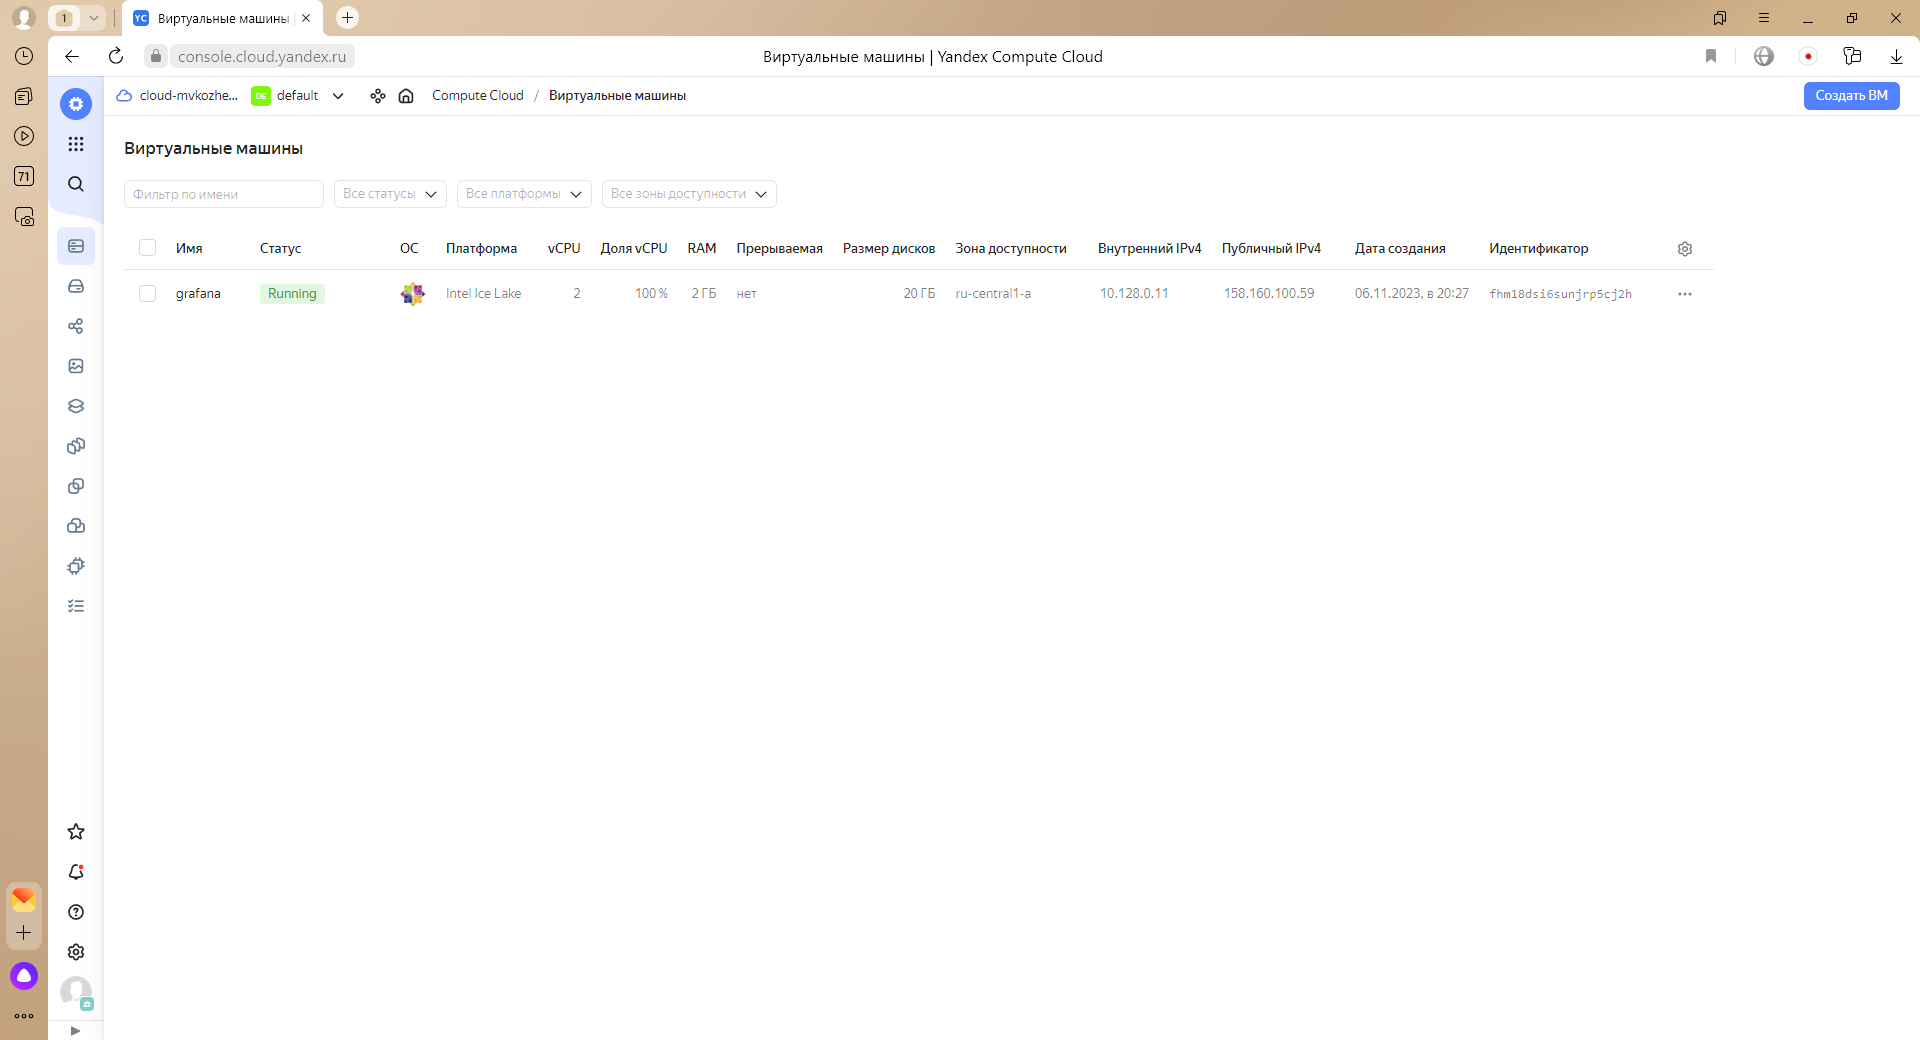 1
YC Виртуальные машины
console.cloud.yandex.ru
Виртуальные машины | Yandex Compute Cloud
71
cloud-mvkozhe...
DE default
Compute Cloud / Виртуальные машины
Создать ВМ
Виртуальные машины
Фильтр по имени
Все статусы
Все платформы
Все зоны доступности
Имя Статус ОС Платформа vCPU Доля vCPU RAM Прерываемая Размер дисков Зона доступности Внутренний IPv4 Публичный IPv4 Дата создания Идентификатор
grafana Running Intel Ice Lake 2 100 % 2 ГБ нет 20 ГБ ru-central1-a 10.128.0.11 158.160.100.59 06.11.2023, в 20:27 fhm18dsi6sunjrp5cj2h